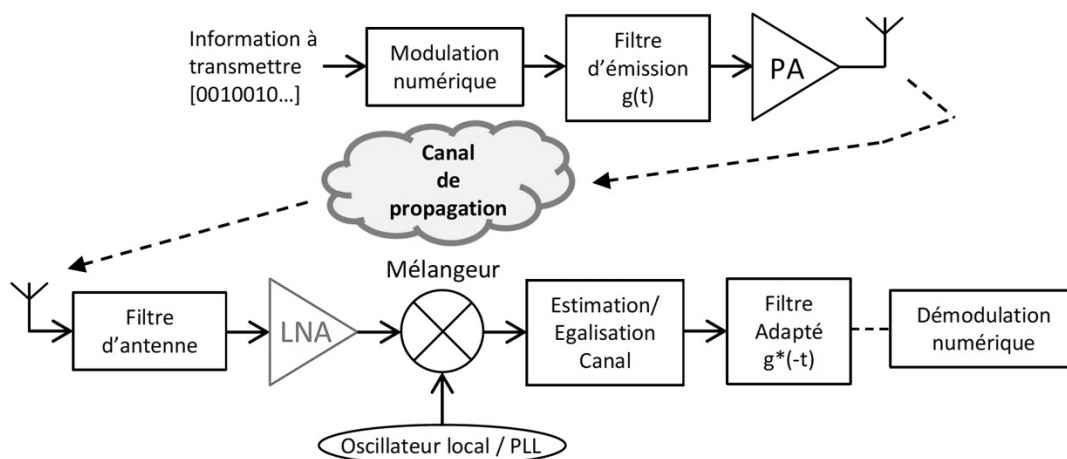 Information à
transmettre
[0010010...]
Modulation
numérique
Filtre
d'émission
g(t)
PA
Canal
de
propagation
Mélangeur
Filtre
d'antenne
LNA
Estimation/
Egalisation
Canal
Filtre
Adapté
g*(-t)
Démodulation
numérique
Oscillateur local / PLL